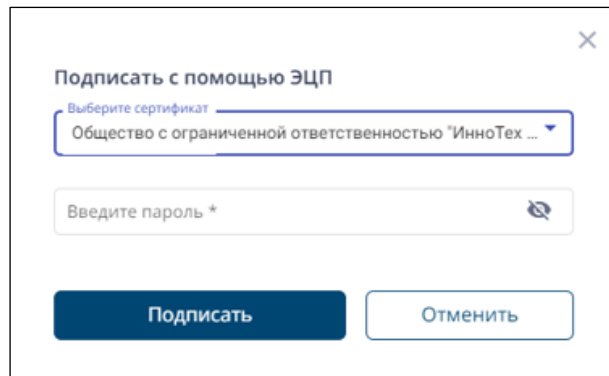 Подписать с помощью ЭЦП
Выберите сертификат
Общество с ограниченной ответственностью "ИнноТех ...
Введите пароль *
Подписать
Отменить